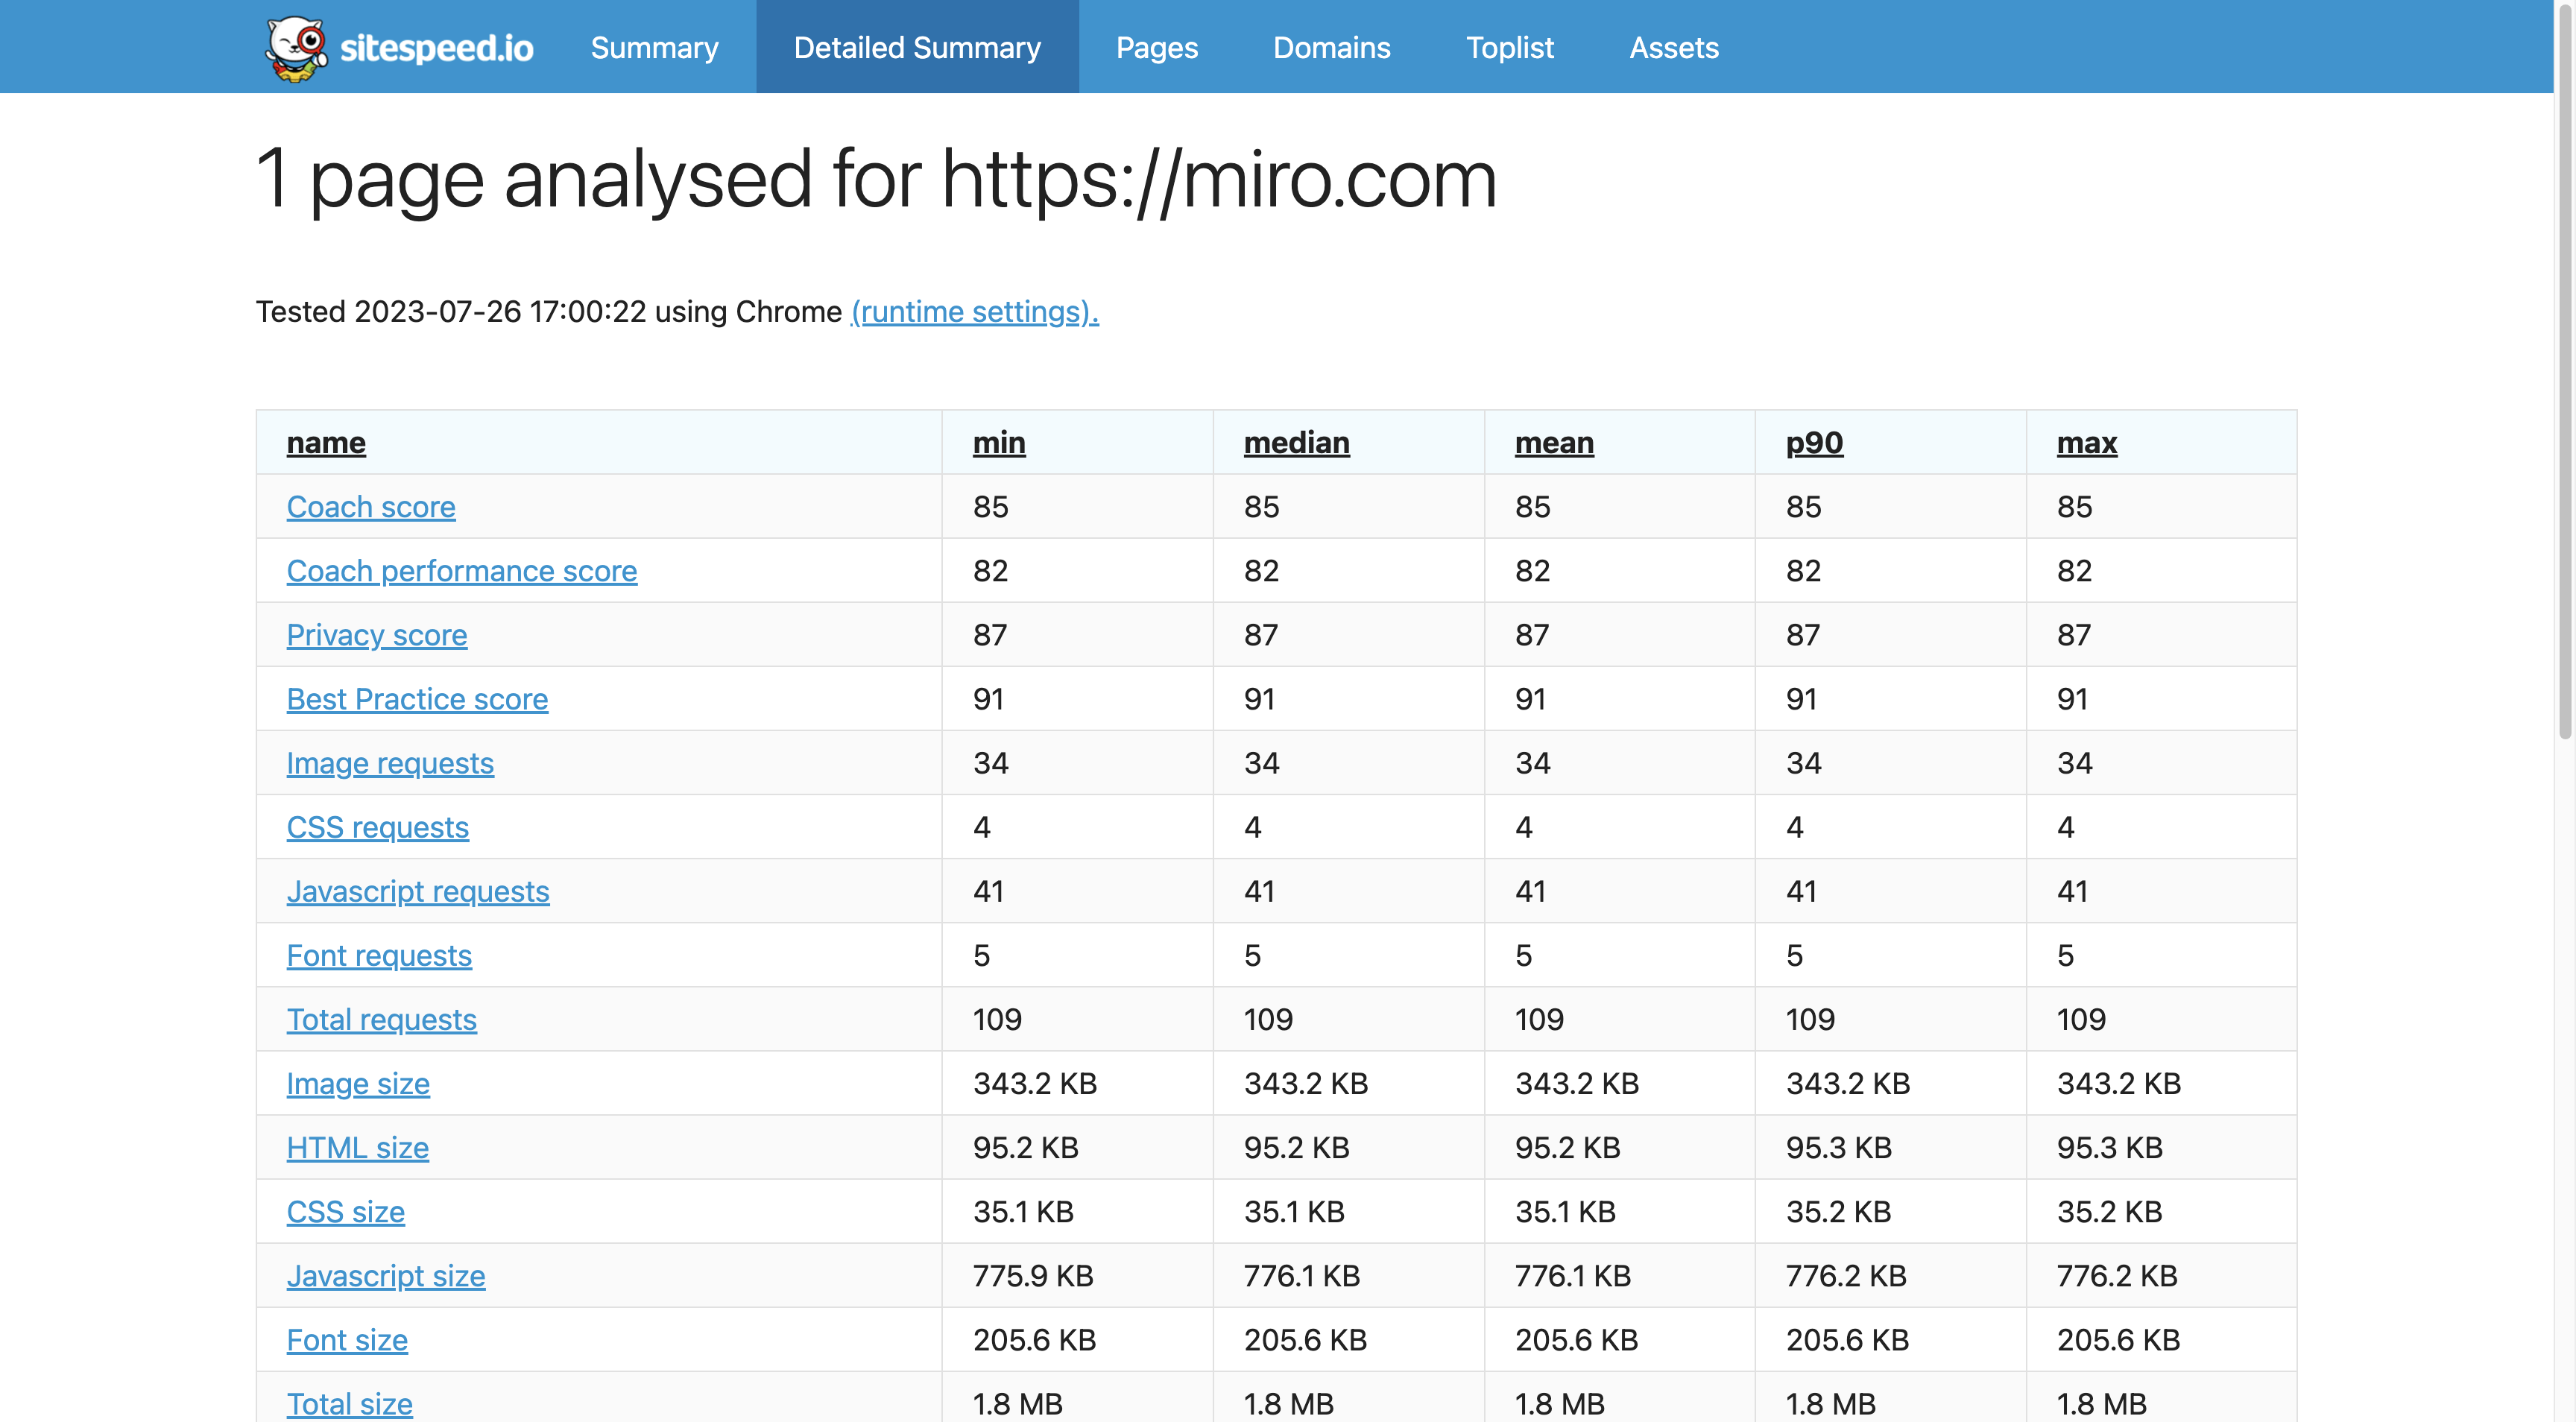 sitespeed.io Summary Detailed Summary Pages Domains Toplist Assets
1 page analysed for https://miro.com
Tested 2023-07-26 17:00:22 using Chrome (runtime settings).
name min median mean p90 max
Coach score 85 85 85 85 85
Coach performance score 82 82 82 82 82
Privacy score 87 87 87 87 87
Best Practice score 91 91 91 91 91
Image requests 34 34 34 34 34
CSS requests 4 4 4 4 4
Javascript requests 41 41 41 41 41
Font requests 5 5 5 5 5
Total requests 109 109 109 109 109
Image size 343.2 KB 343.2 KB 343.2 KB 343.2 KB 343.2 KB
HTML size 95.2 KB 95.2 KB 95.2 KB 95.3 KB 95.3 KB
CSS size 35.1 KB 35.1 KB 35.1 KB 35.2 KB 35.2 KB
Javascript size 775.9 KB 776.1 KB 776.1 KB 776.2 KB 776.2 KB
Font size 205.6 KB 205.6 KB 205.6 KB 205.6 KB 205.6 KB
Total size 1.8 MB 1.8 MB 1.8 MB 1.8 MB 1.8 MB